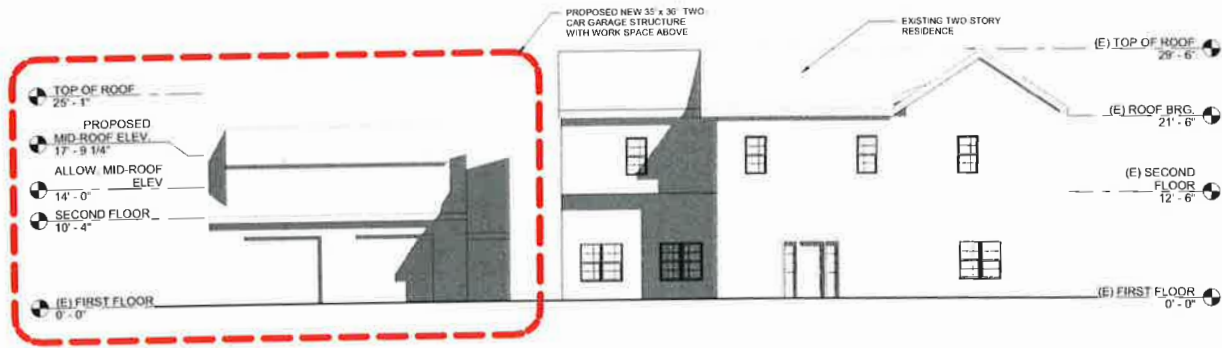 PROPOSED NEW 35' x 36' TWO
CAR GARAGE STRUCTURE
WITH WORK SPACE ABOVE
EXISTING TWO STORY
RESIDENCE
TOP OF ROOF
25' - 1"
PROPOSED
MID-ROOF ELEV.
17' - 9 1/4"
ALLOW. MID-ROOF
ELEV
14' - 0"
SECOND FLOOR
10' - 4"
(E) FIRST FLOOR
0' - 0"
(E) TOP OF ROOF
29' - 6"
(E) ROOF BRG.
21' - 6"
(E) SECOND
FLOOR
12' - 6"
(E) FIRST FLOOR
0' - 0"